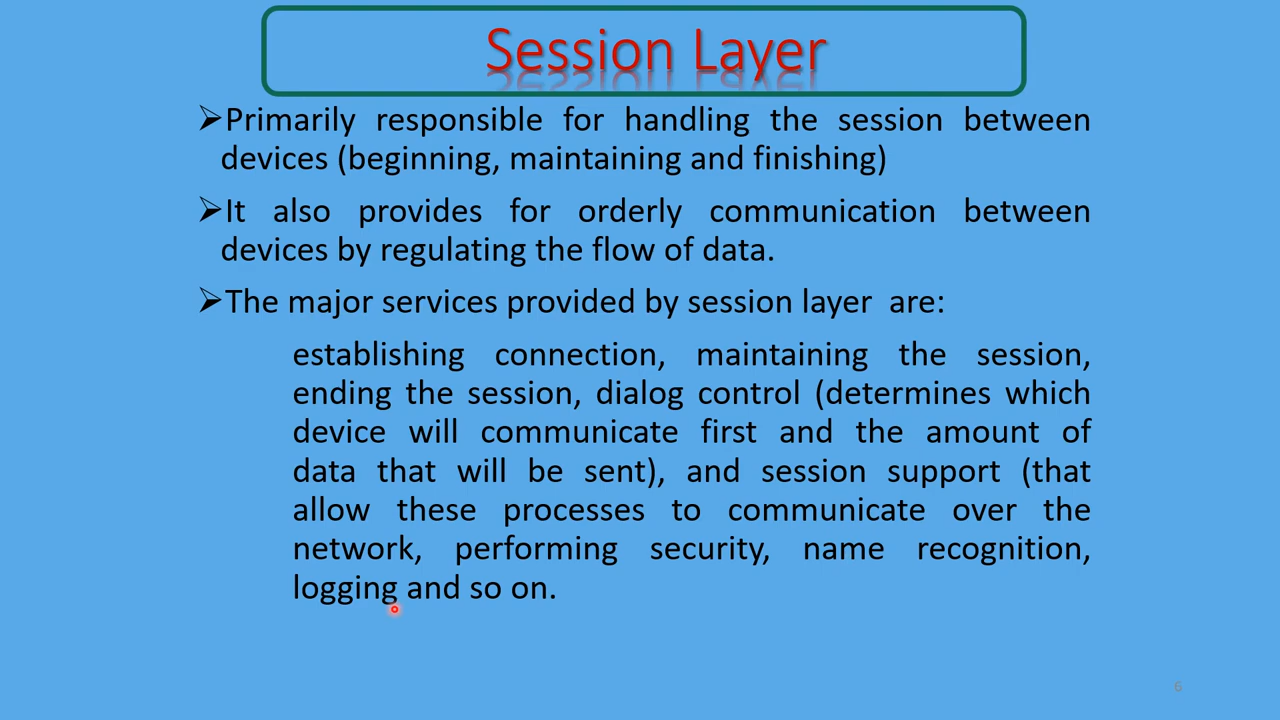 Session Layer
➢Primarily responsible for handling the session between
devices (beginning, maintaining and finishing)
➢It also provides for orderly communication between
devices by regulating the flow of data.
➢The major services provided by session layer  are:
establishing connection, maintaining the session,
ending the session, dialog control (determines which
device will communicate first and the amount of
data that will be sent), and session support (that
allow these processes to communicate over the
network, performing security, name recognition,
logging and so on.
6